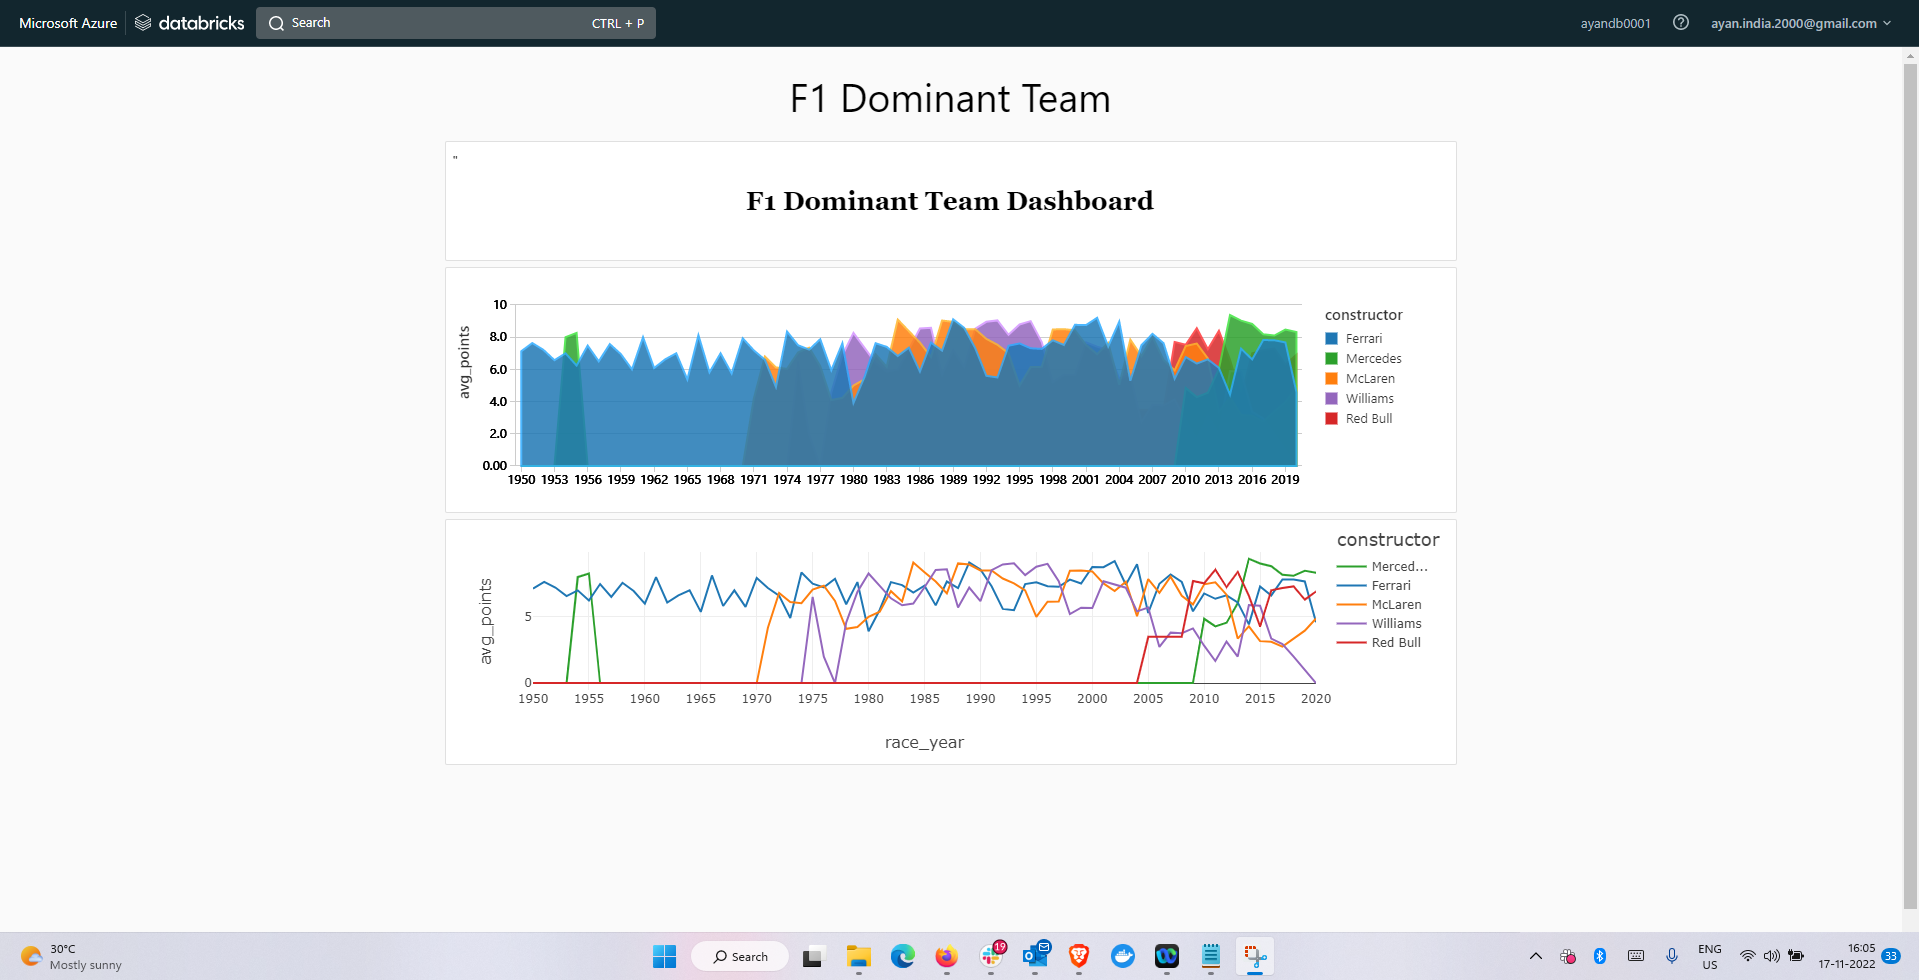 Microsoft Azure databricks Search CTRL + P ayandb0001 ayan.india.2000@gmail.com
F1 Dominant Team
"
F1 Dominant Team Dashboard
avg_points
10
8.0
6.0
4.0
2.0
0.00
1950 1953 1956 1959 1962 1965 1968 1971 1974 1977 1980 1983 1986 1989 1992 1995 1998 2001 2004 2007 2010 2013 2016 2019
constructor
Ferrari
Mercedes
McLaren
Williams
Red Bull
avg_points
5
0
1950 1955 1960 1965 1970 1975 1980 1985 1990 1995 2000 2005 2010 2015 2020
race_year
constructor
Merced...
Ferrari
McLaren
Williams
Red Bull
30°C
Mostly sunny
Search
19
ENG
US
16:05
17-11-2022
33